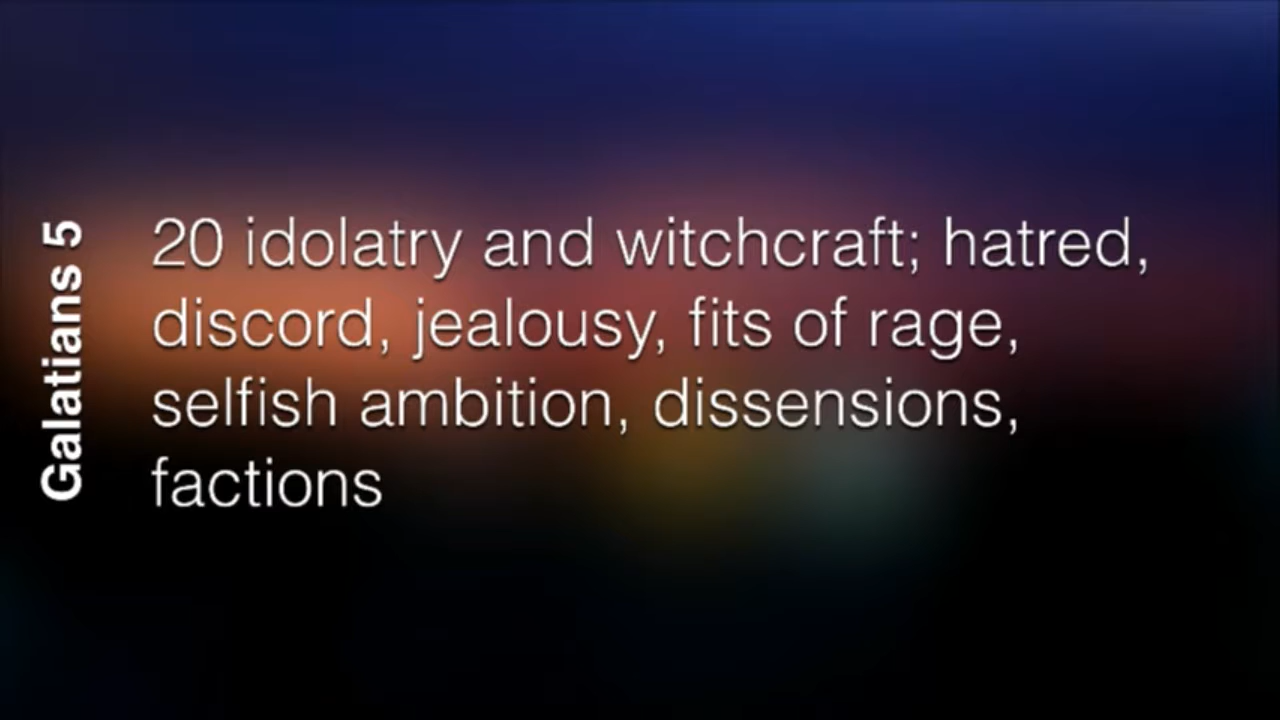 Galatians 5
20 idolatry and witchcraft; hatred,
discord, jealousy, fits of rage,
selfish ambition, dissensions,
factions